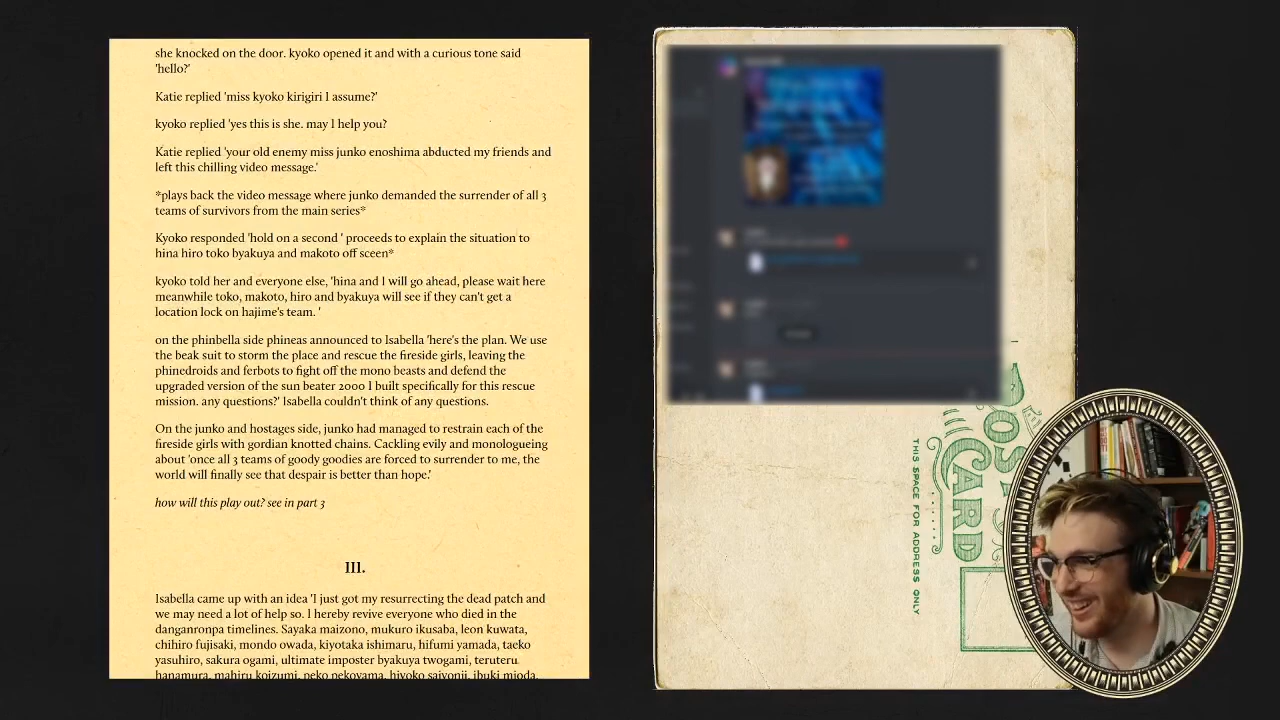 she knocked on the door. kyoko opened it and with a curious tone said
'hello?'
Katie replied 'miss kyoko kirigiri I assume?'
kyoko replied 'yes this is she. may I help you?
Katie replied 'your old enemy miss junko enoshima abducted my friends and
left this chilling video message.'
*plays back the video message where junko demanded the surrender of all 3
teams of survivors from the main series*
Kyoko responded 'hold on a second ' proceeds to explain the situation to
hina hiro toko byakuya and makoto off sceen*
kyoko told her and everyone else, 'hina and I will go ahead, please wait here
meanwhile toko, makoto, hiro and byakuya will see if they can't get a
location lock on hajime's team. '
on the phinbella side phineas announced to Isabella 'here's the plan. We use
the beak suit to storm the place and rescue the fireside girls, leaving the
phinedroids and ferbots to fight off the mono beasts and defend the
upgraded version of the sun beater 2000 I built specifically for this rescue
mission. any questions?' Isabella couldn't think of any questions.
On the junko and hostages side, junko had managed to restrain each of the
fireside girls with gordian knotted chains. Cackling evily and monologueing
about 'once all 3 teams of goody goodies are forced to surrender to me, the
world will finally see that despair is better than hope.'
how will this play out? see in part 3
III.
Isabella came up with an idea 'I just got my resurrecting the dead patch and
we may need a lot of help so. I hereby revive everyone who died in the
danganronpa timelines. Sayaka maizono, mukuro ikusaba, leon kuwata,
chihiro fujisaki, mondo owada, kiyotaka ishimaru, hifumi yamada, taeko
yasuhiro, sakura ogami, ultimate imposter byakuya twogami, teruteru
hanamura, mahiru koizumi, peko pekoyama, hiyoko saiyonji, ibuki mioda,
CARD
THIS SPACE FOR ADDRESS ONLY